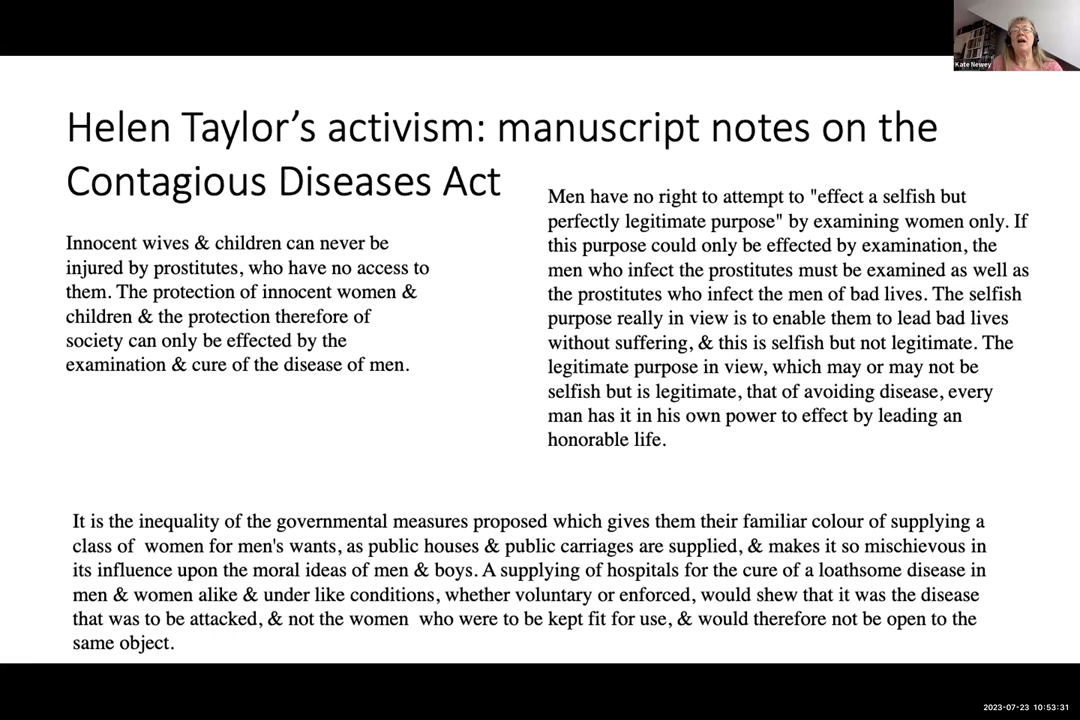 Kate Newey
Helen Taylor’s activism: manuscript notes on the
Contagious Diseases Act
Innocent wives & children can never be
injured by prostitutes, who have no access to
them. The protection of innocent women &
children & the protection therefore of
society can only be effected by the
examination & cure of the disease of men.
Men have no right to attempt to "effect a selfish but
perfectly legitimate purpose" by examining women only. If
this purpose could only be effected by examination, the
men who infect the prostitutes must be examined as well as
the prostitutes who infect the men of bad lives. The selfish
purpose really in view is to enable them to lead bad lives
without suffering, & this is selfish but not legitimate. The
legitimate purpose in view, which may or may not be
selfish but is legitimate, that of avoiding disease, every
man has it in his own power to effect by leading an
honorable life.
It is the inequality of the governmental measures proposed which gives them their familiar colour of supplying a
class of  women for men's wants, as public houses & public carriages are supplied, & makes it so mischievous in
its influence upon the moral ideas of men & boys. A supplying of hospitals for the cure of a loathsome disease in
men & women alike & under like conditions, whether voluntary or enforced, would shew that it was the disease
that was to be attacked, & not the women  who were to be kept fit for use, & would therefore not be open to the
same object.
2023-07-23 10:53:31